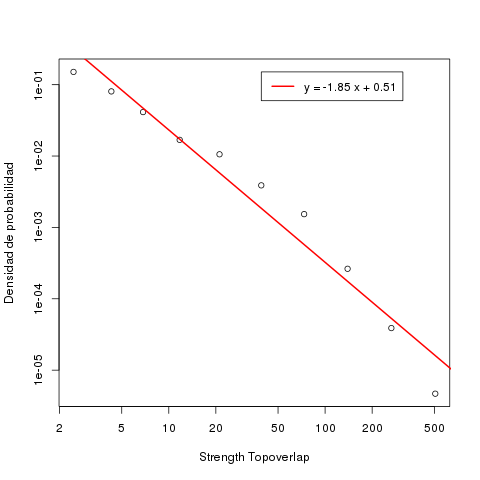 y = -1.85 x + 0.51
1e-01
1e-02
1e-03
1e-04
1e-05
Densidad de probabilidad
2 5 10 20 50 100 200 500
Strength Topoverlap